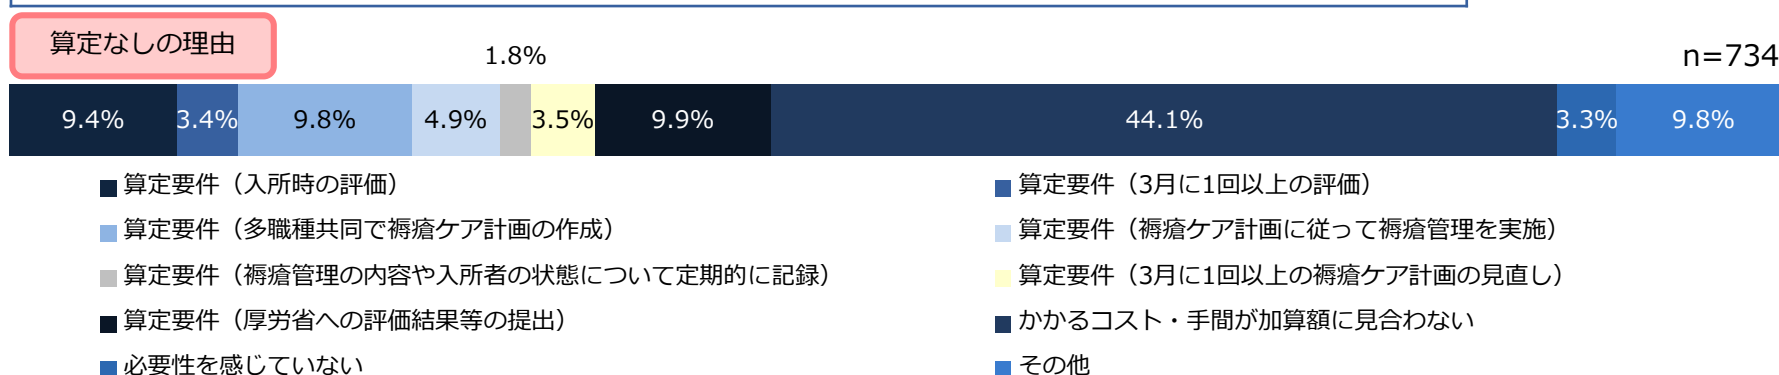 算定なしの理由
1.8%
n=734
9.4% 3.4% 9.8% 4.9% 3.5% 9.9% 44.1% 3.3% 9.8%
算定要件（入所時の評価） 算定要件（3月に1回以上の評価）
算定要件（多職種共同で褥瘡ケア計画の作成） 算定要件（褥瘡ケア計画に従って褥瘡管理を実施）
算定要件（褥瘡管理の内容や入所者の状態について定期的に記録） 算定要件（3月に1回以上の褥瘡ケア計画の見直し）
算定要件（厚労省への評価結果等の提出） かかるコスト・手間が加算額に見合わない
必要性を感じていない その他